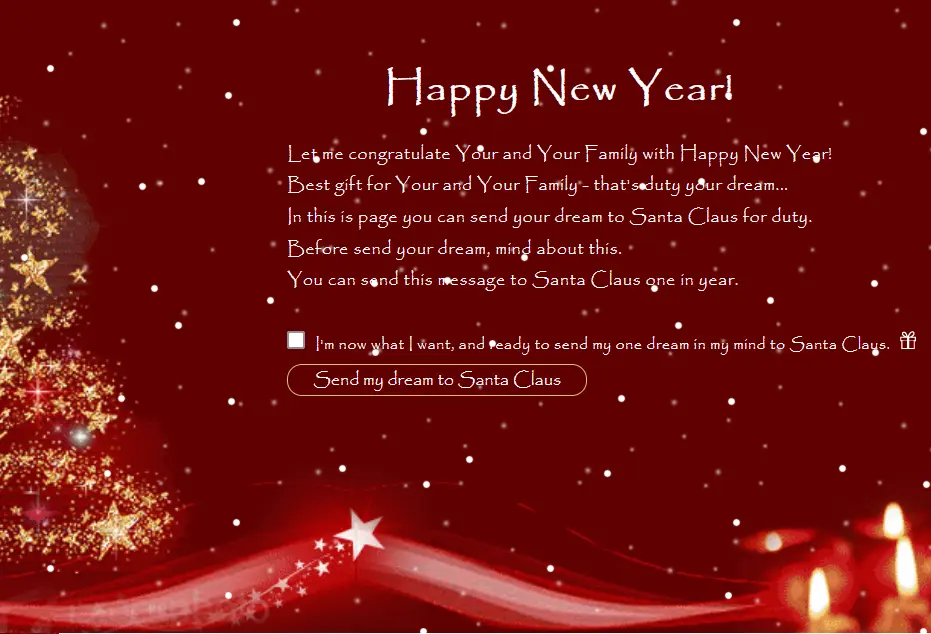 Happy New Year!
Let me congratulate Your and Your Family with Happy New Year!
Best gift for Your and Your Family - that's duty your dream...
In this is page you can send your dream to Santa Claus for duty.
Before send your dream, mind about this.
You can send this message to Santa Claus one in year.
I'm now what I want, and ready to send my one dream in my mind to Santa Claus.
Send my dream to Santa Claus